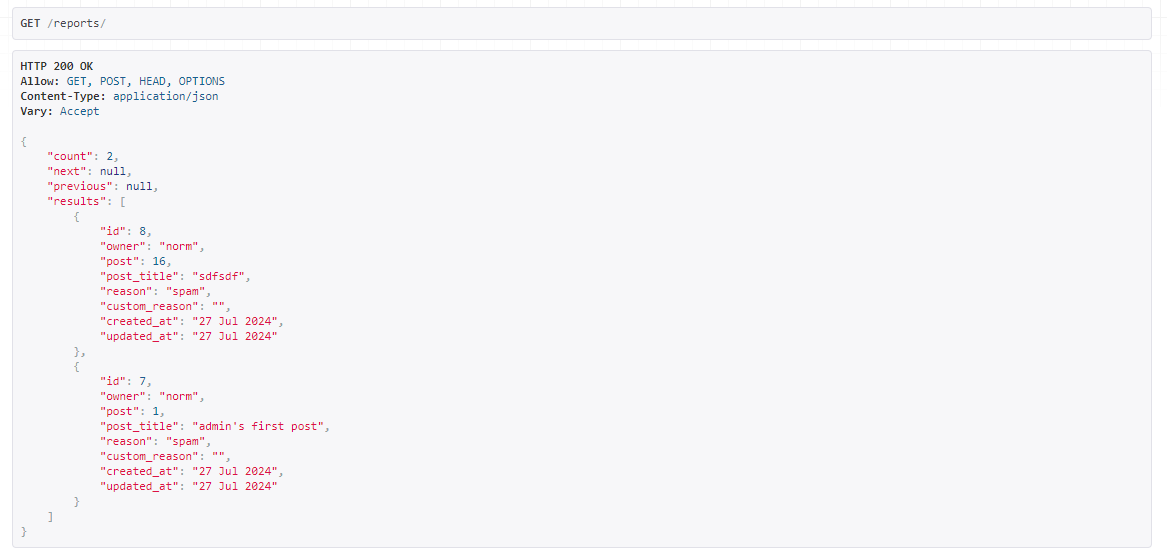 GET /reports/
HTTP 200 OK
Allow: GET, POST, HEAD, OPTIONS
Content-Type: application/json
Vary: Accept
{
    "count": 2,
    "next": null,
    "previous": null,
    "results": [
        {
            "id": 8,
            "owner": "norm",
            "post": 16,
            "post_title": "sdfsdf",
            "reason": "spam",
            "custom_reason": "",
            "created_at": "27 Jul 2024",
            "updated_at": "27 Jul 2024"
        },
        {
            "id": 7,
            "owner": "norm",
            "post": 1,
            "post_title": "admin's first post",
            "reason": "spam",
            "custom_reason": "",
            "created_at": "27 Jul 2024",
            "updated_at": "27 Jul 2024"
        }
    ]
}